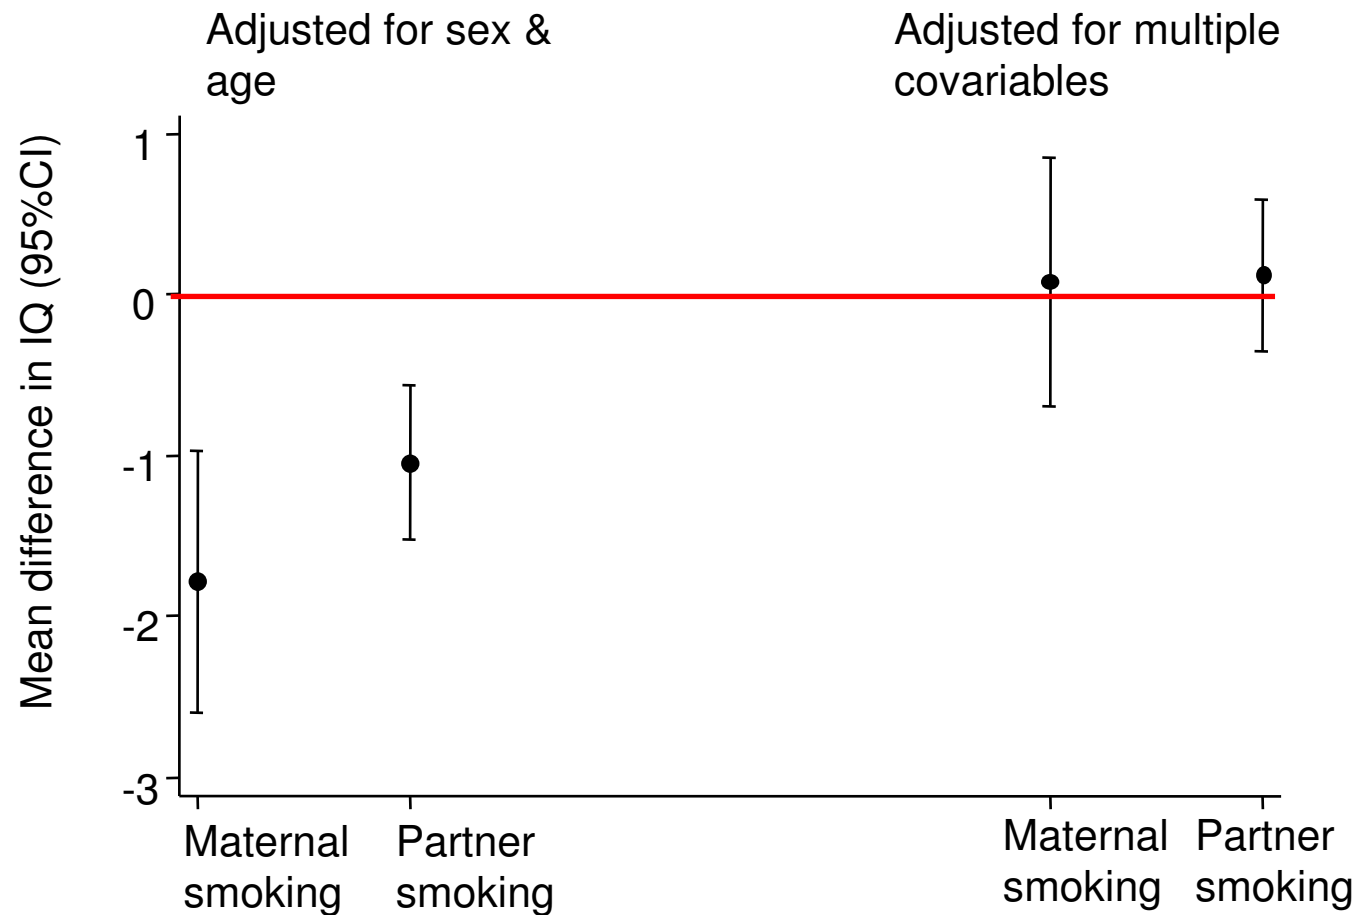 Adjusted for sex &
age
Adjusted for multiple
covariables
Mean difference in IQ (95%CI)
1
0
-1
-2
-3
Maternal
smoking
Partner
smoking
Maternal
smoking
Partner
smoking